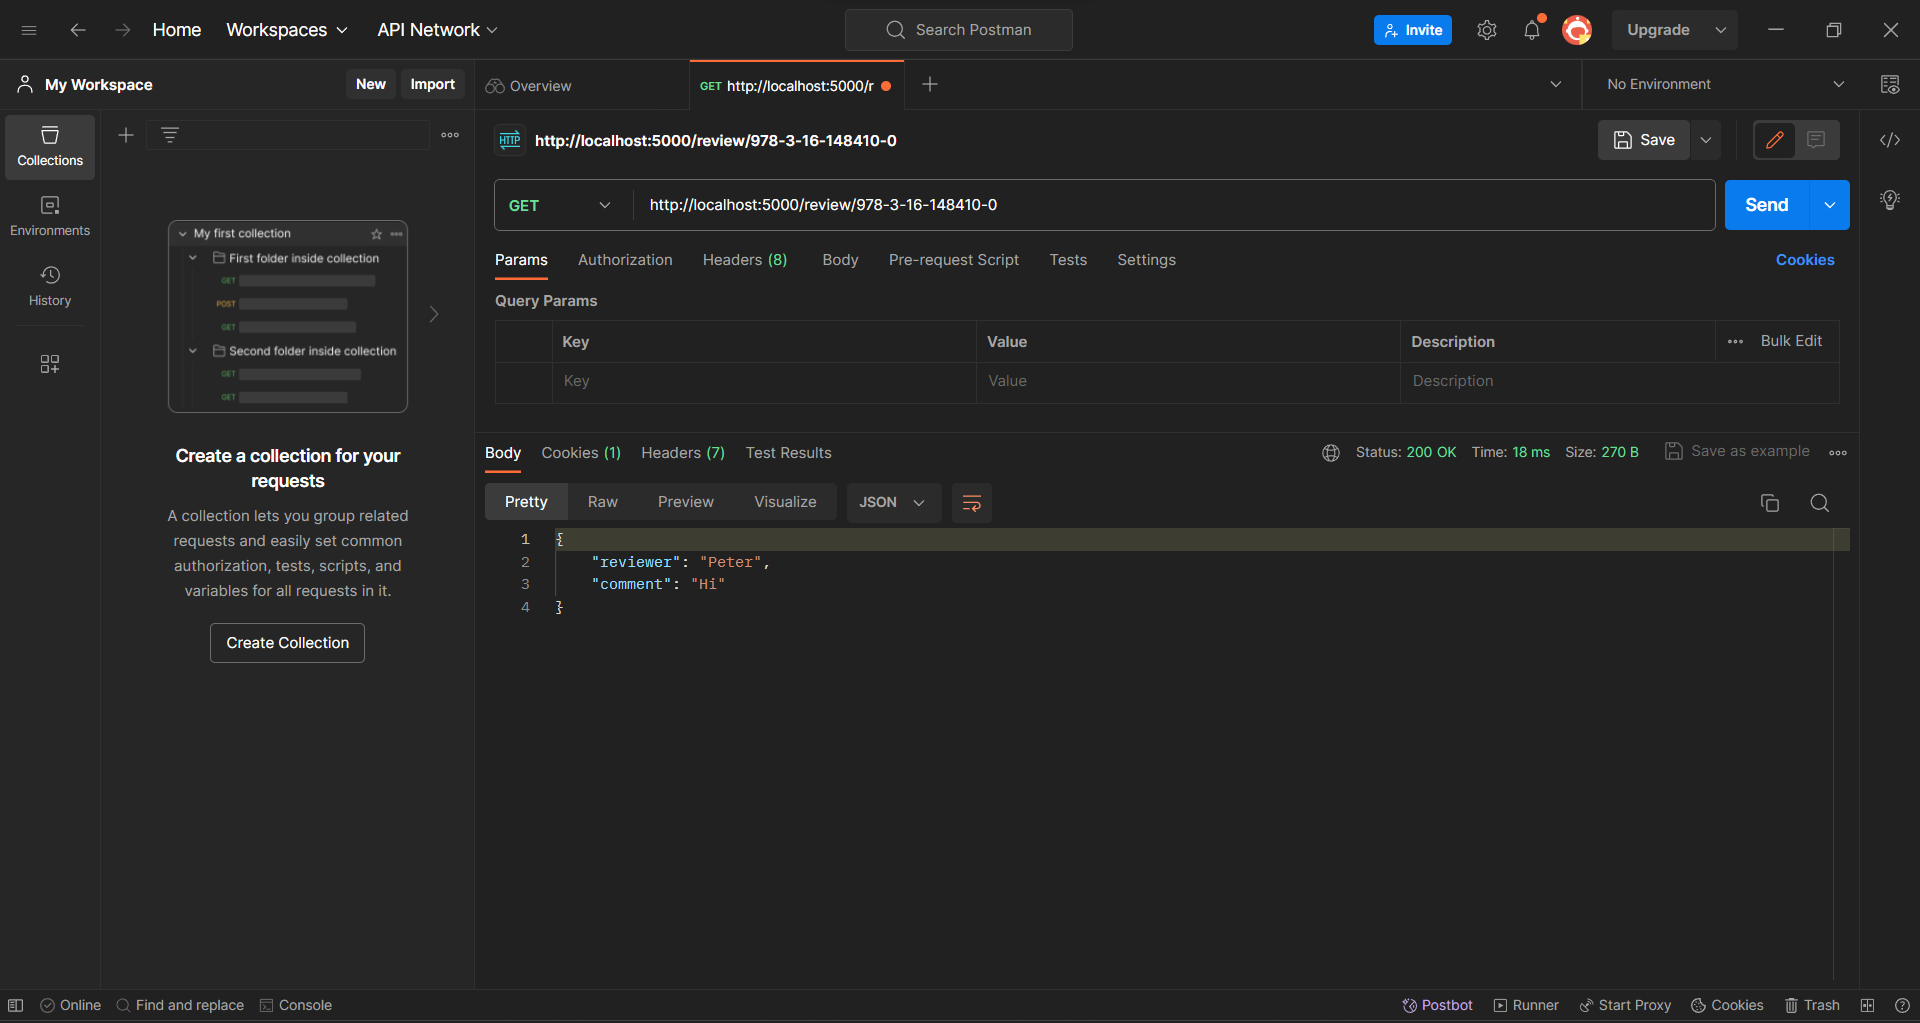 Home Workspaces API Network Search Postman Invite Upgrade
My Workspace New Import Overview GET http://localhost:5000/r No Environment
Collections
Environments
History
My first collection
First folder inside collection
GET
POST
GET
Second folder inside collection
GET
GET
Create a collection for your
requests
A collection lets you group related
requests and easily set common
authorization, tests, scripts, and
variables for all requests in it.
Create Collection
HTTP http://localhost:5000/review/978-3-16-148410-0 Save
GET http://localhost:5000/review/978-3-16-148410-0 Send
Params Authorization Headers (8) Body Pre-request Script Tests Settings Cookies
Query Params
Key Value Description Bulk Edit
Key Value Description
Body Cookies (1) Headers (7) Test Results Status: 200 OK Time: 18 ms Size: 270 B Save as example
Pretty Raw Preview Visualize JSON
1 {
2 "reviewer": "Peter",
3 "comment": "Hi"
4 }
Online Find and replace Console Postbot Runner Start Proxy Cookies Trash